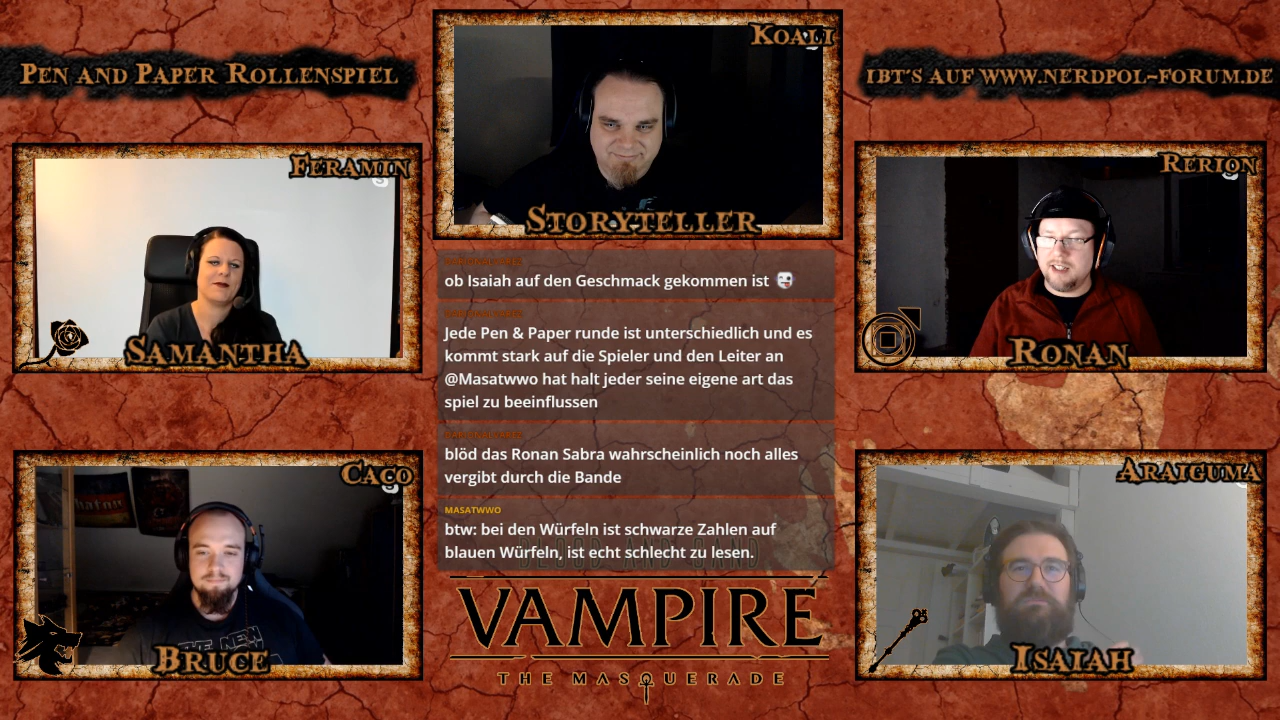 Koali
Pen and Paper Rollenspiel
ibt's auf www.nerdpol-forum.de
Feramin
Rerion
Storyteller
ob Isaiah auf den Geschmack gekommen ist
Jede Pen & Paper runde ist unterschiedlich und es
kommt stark auf die Spieler und den Leiter an
@Masatwwo hat halt jeder seine eigene art das
spiel zu beeinflussen
Samantha
Ronan
blöd das Ronan Sabra wahrscheinlich noch alles
vergibt durch die Bande
Caco
Araiguma
MASATWWO
btw: bei den Würfeln ist schwarze Zahlen auf
blauen Würfeln, ist echt schlecht zu lesen.
BLOOD AND SAND
VAMPIRE
THE MASQUERADE
Bruce
Isaiah